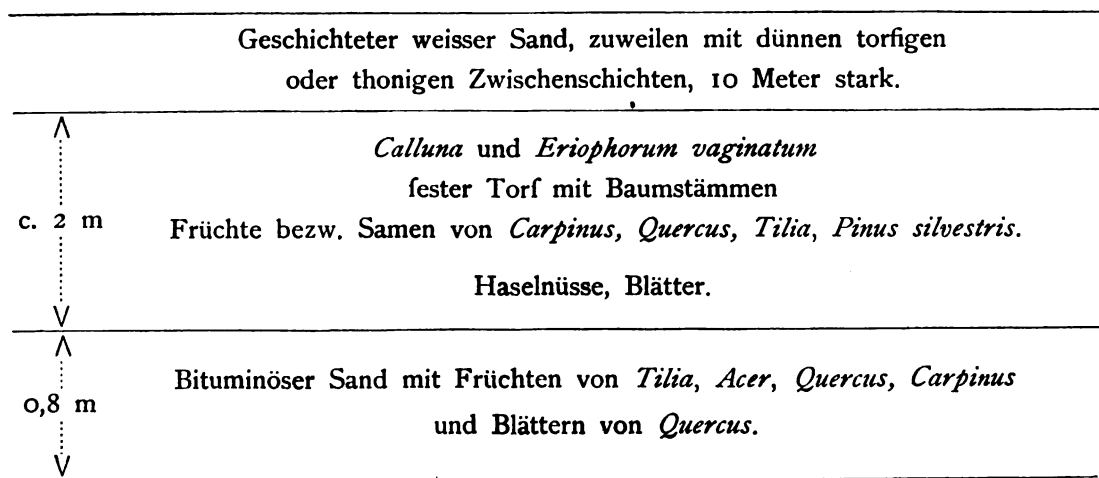 Geschichteter weisser Sand, zuweilen mit dünnen torfigen
oder thonigen Zwischenschichten, 10 Meter stark.
Calluna und Eriophorum vaginatum
fester Torf mit Baumstämmen
c. 2 m
Früchte bezw. Samen von Carpinus, Quercus, Tilia, Pinus silvestris.
Haselnüsse, Blätter.
Bituminöser Sand mit Früchten von Tilia, Acer, Quercus, Carpinus
0,8 m
und Blättern von Quercus.